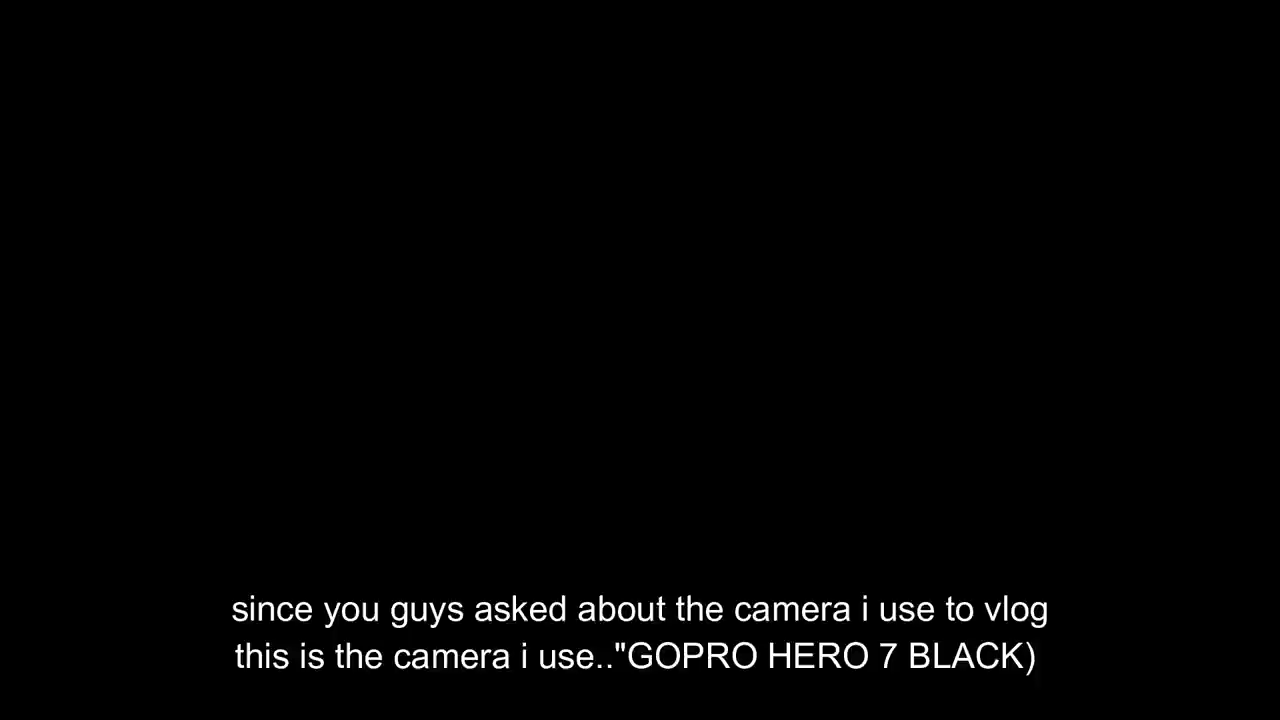 since you guys asked about the camera i use to vlog
this is the camera i use.."GOPRO HERO 7 BLACK)